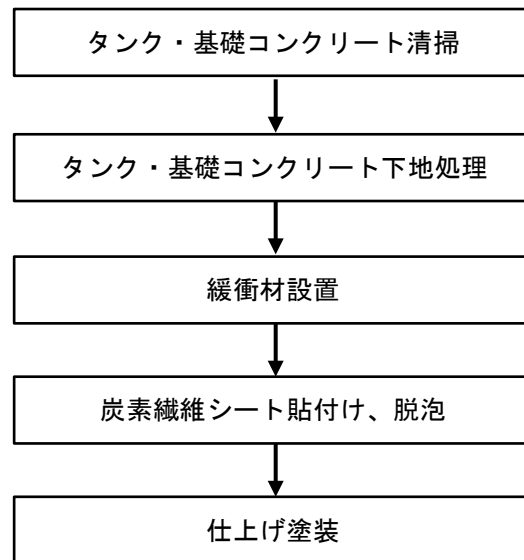 タンク・基礎コンクリート清掃
タンク・基礎コンクリート下地処理
緩衝材設置
炭素繊維シート貼付け、脱泡
仕上げ塗装